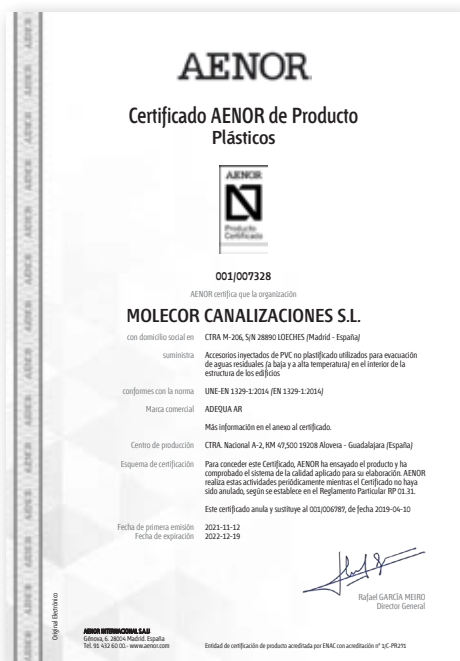 AENOR
Certificado AENOR de Producto
Plásticos
AENOR
Producto
Certificado
001/007328
AENOR certifica que la organización
MOLECOR CANALIZACIONES S.L.
con domicilio social en CTRA M-206, S/N 28890 LOECHES (Madrid - España)
suministra Accesorios inyectados de PVC no plastificado utilizados para evacuación
de aguas residuales (a baja y a alta temperatura) en el interior de la
estructura de los edificios
conformes con la norma UNE-EN 1329-1:2014 (EN 1329-1:2014)
Marca comercial ADEQUA AR
Más información en el anexo al certificado.
Centro de producción CTRA. Nacional A-2, KM 47,500 19208 Alovera - Guadalajara (España)
Esquema de certificación Para conceder este Certificado, AENOR ha ensayado el producto y ha
comprobado el sistema de la calidad aplicado para su elaboración. AENOR
realiza estas actividades periódicamente mientras el Certificado no haya
sido anulado, según se establece en el Reglamento Particular RP 01.31.
Este certificado anula y sustituye al 001/006787, de fecha 2019-04-10
Fecha de primera emisión 2021-11-12
Fecha de expiración 2022-12-19
Rafael GARCÍA MEIRO
Director General
Original Electrónico
AENOR INTERNACIONAL S.A.U.
Génova, 6. 28004 Madrid. España
Tel. 91 432 60 00.- www.aenor.com
Entidad de certificación de producto acreditada por ENAC con acreditación nº 1/C-PR271